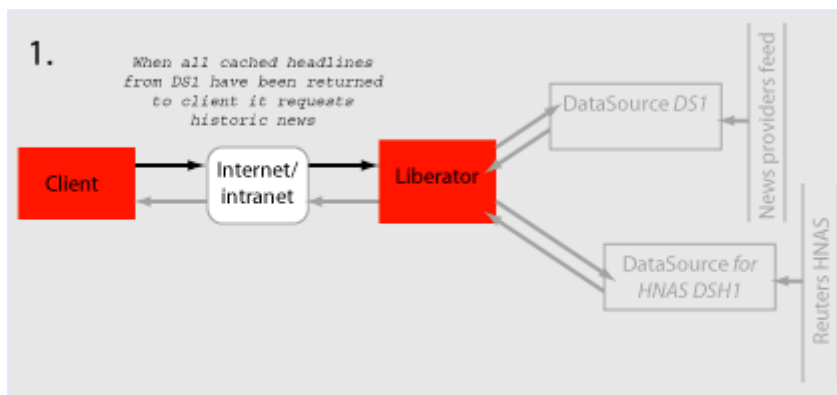 1.
When all cached headlines
from DS1 have been returned
to client it requests
historic news
Client
Internet/
intranet
Liberator
DataSource DS1
News providers feed
DataSource for
HNAS DSH1
Reuters HNAS